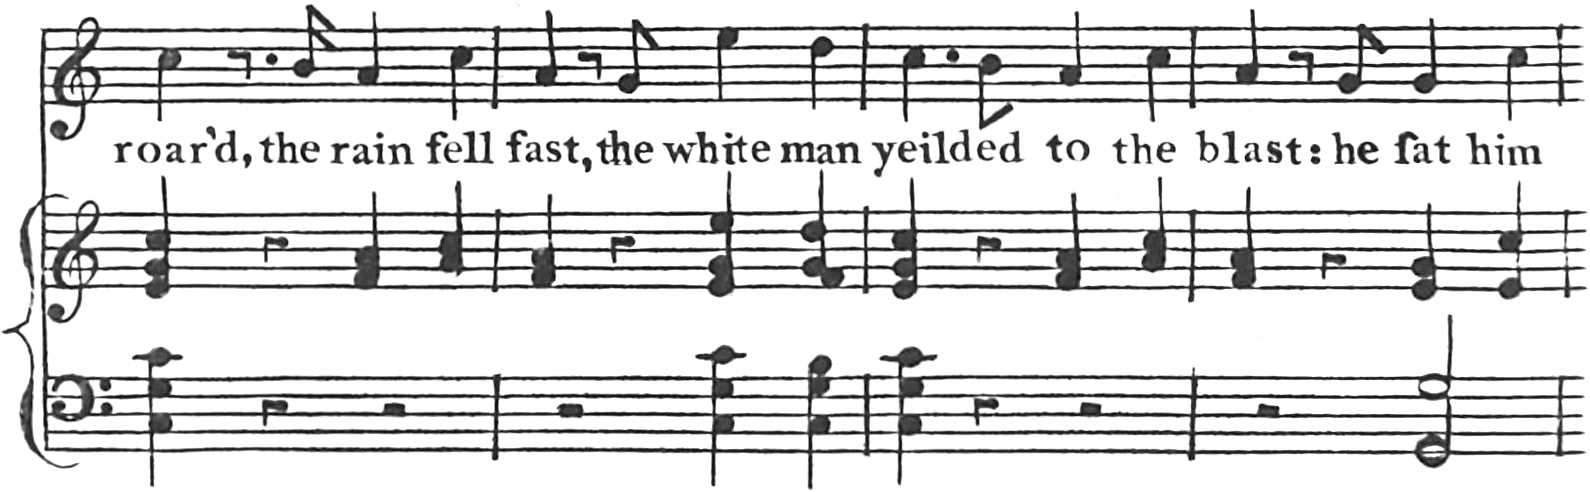 roar'd, the rain fell fast, the white man yeilded to the blast: he ſat him